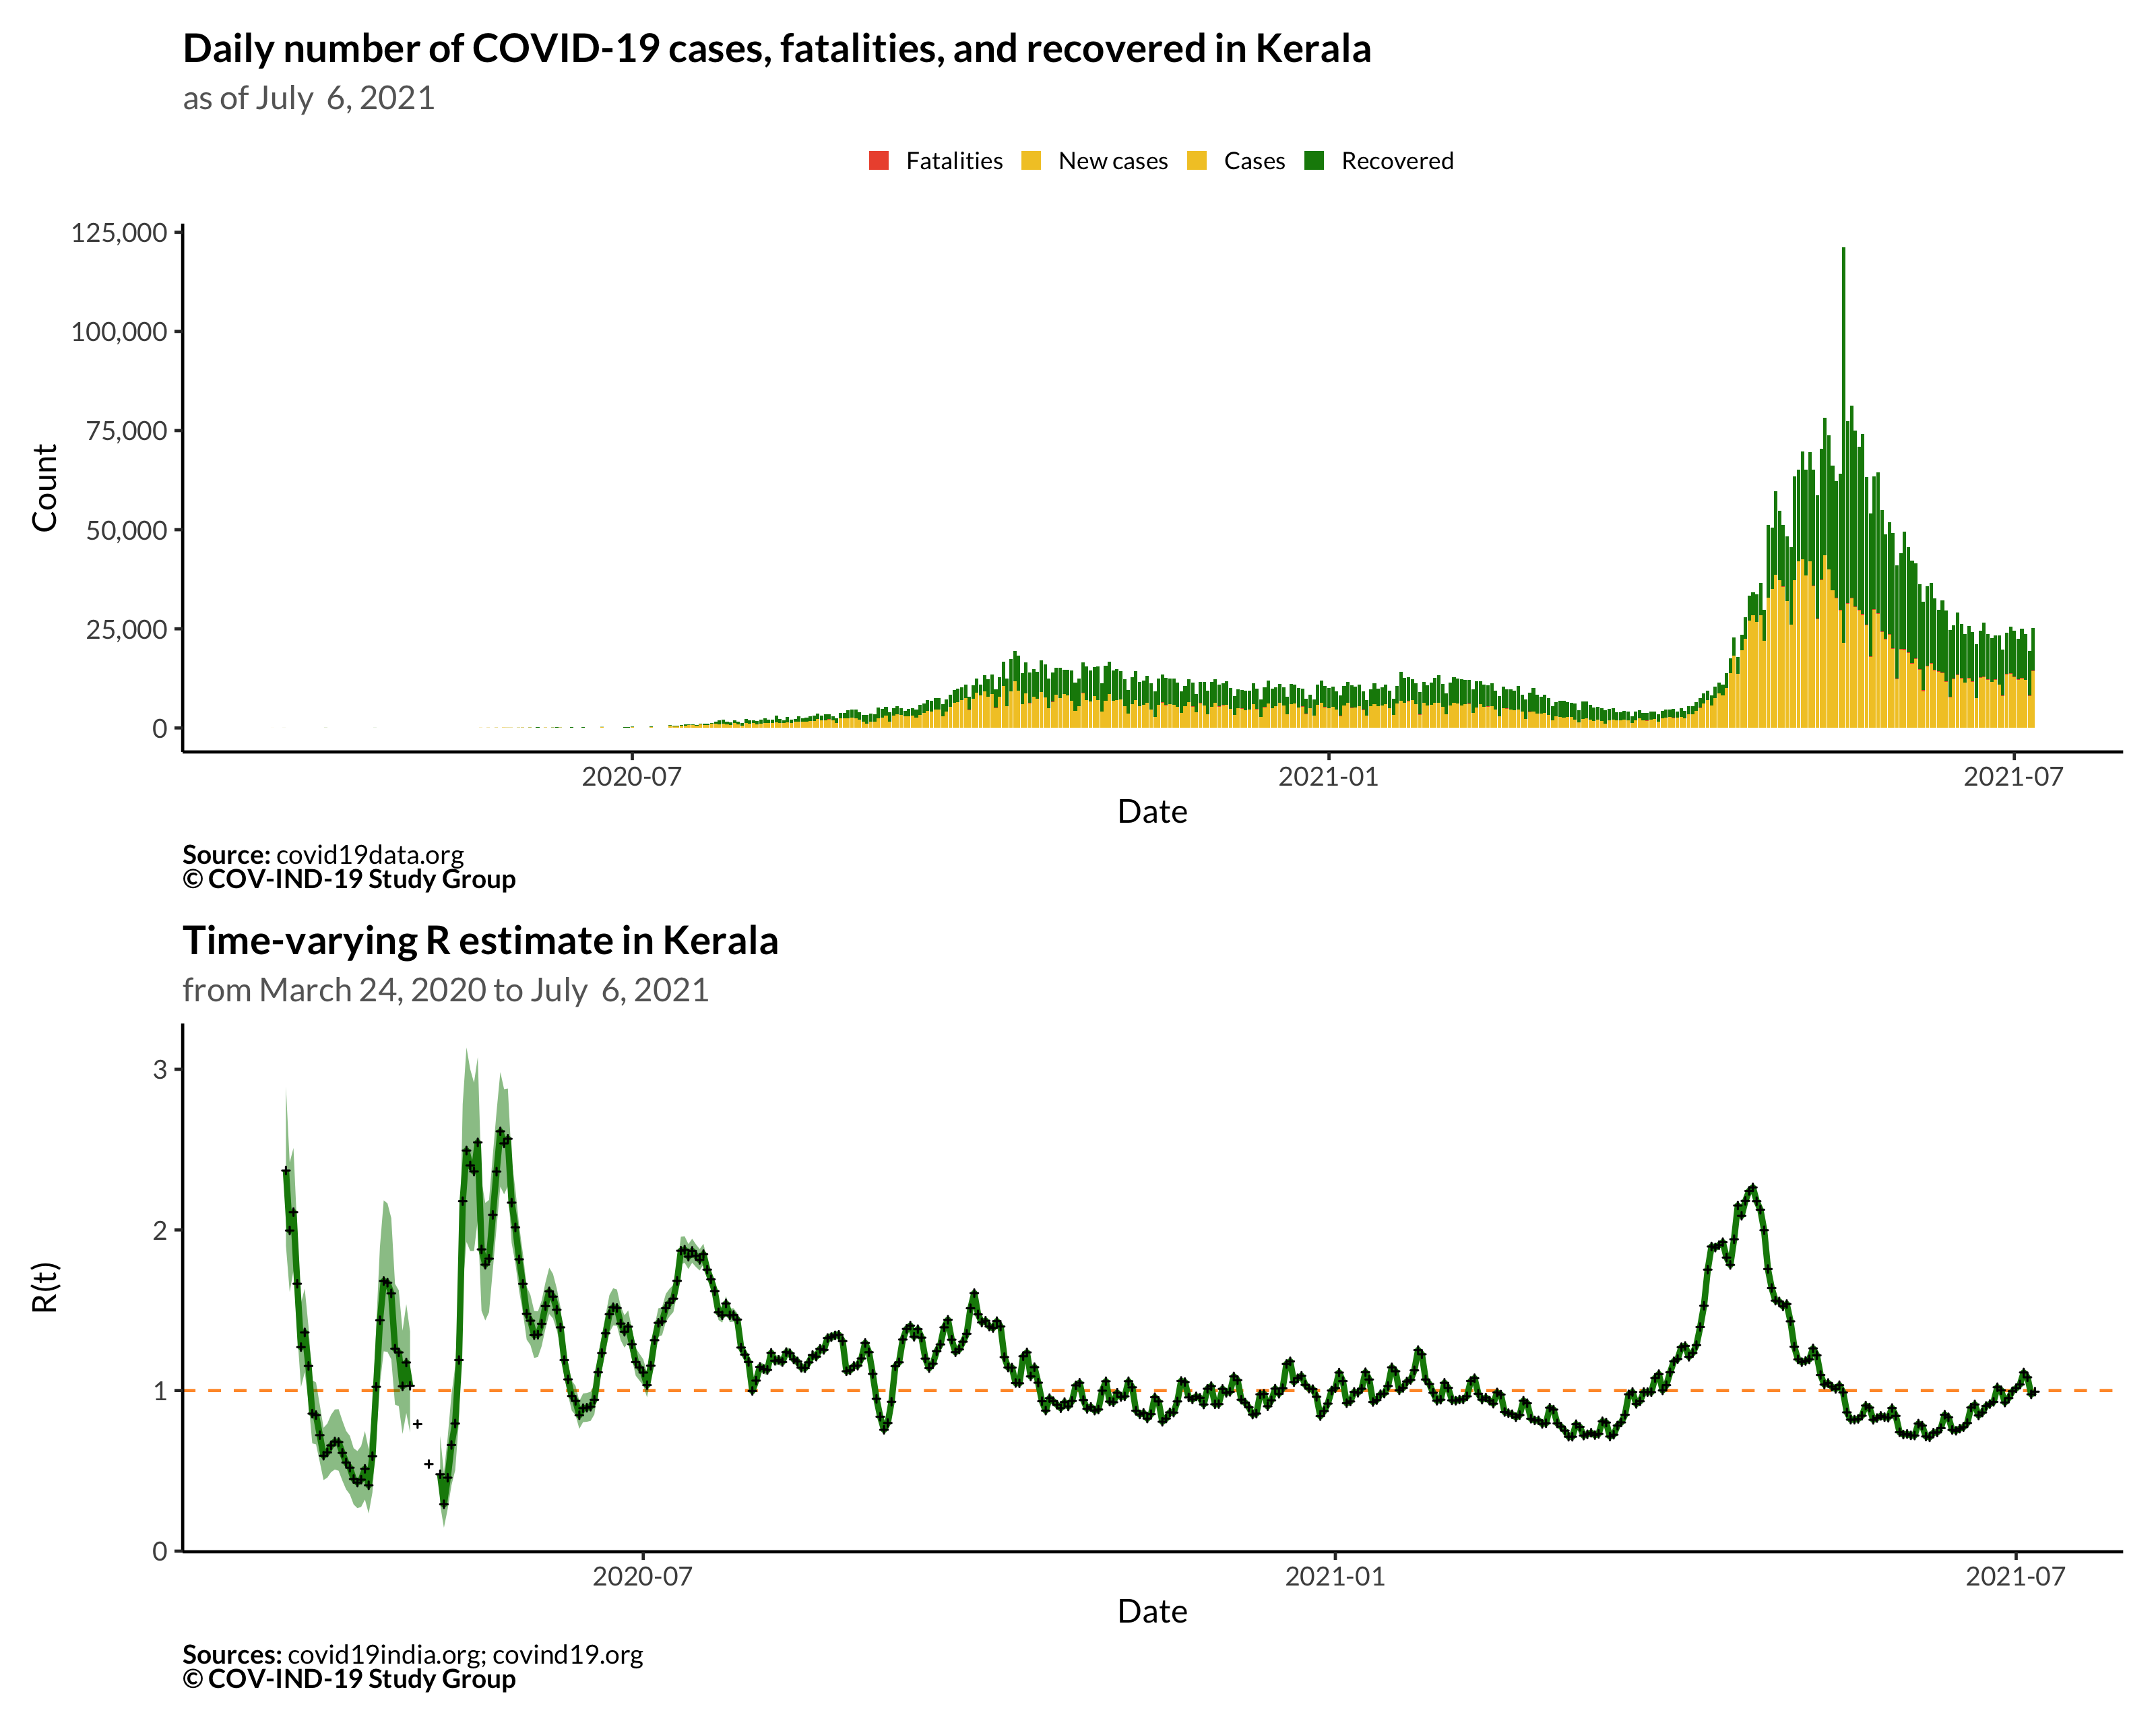 Daily number of COVID-19 cases, fatalities, and recovered in Kerala
as of July  6, 2021
Fatalities New cases Cases Recovered
125,000
100,000
75,000
50,000
25,000
0
Count
2020-07 2021-01 2021-07
Date
Source: covid19data.org
© COV-IND-19 Study Group
Time-varying R estimate in Kerala
from March 24, 2020 to July  6, 2021
3
2
1
0
R(t)
2020-07 2021-01 2021-07
Date
Sources: covid19india.org; covind19.org
© COV-IND-19 Study Group